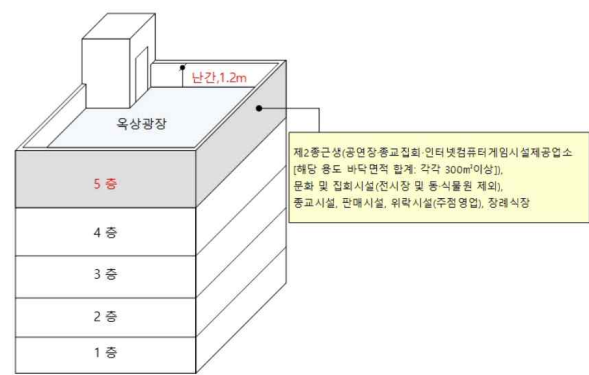 난간,1.2m
옥상광장
제2종근생(공연장·종교집회·인터넷컴퓨터게임시설제공업소
[해당 용도 바닥면적 합계: 각각 300㎡이상]),
문화 및 집회시설(전시장 및 동·식물원 제외),
종교시설, 판매시설, 위락시설(주점영업), 장례식장
5 층
4 층
3 층
2 층
1 층